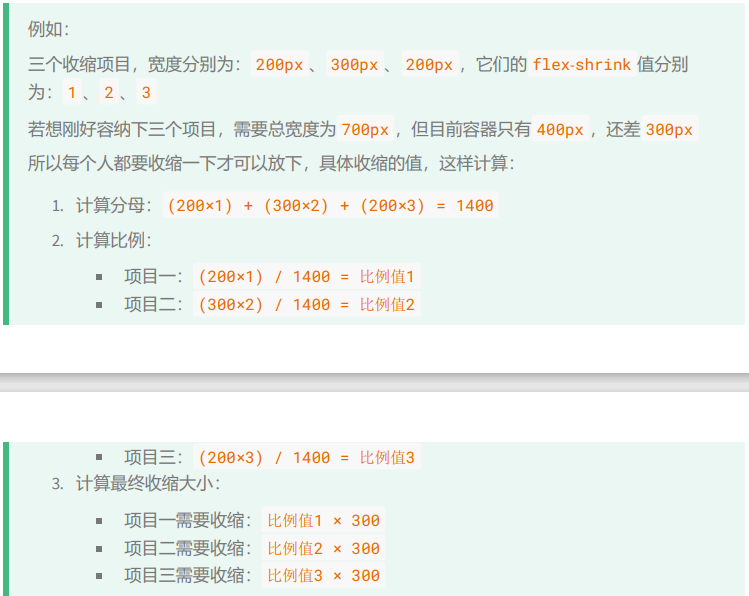 例如：
三个收缩项目，宽度分别为： 200px 、 300px 、 200px ，它们的 flex-shrink 值分别
为： 1 、 2 、 3
若想刚好容纳下三个项目，需要总宽度为 700px ，但目前容器只有 400px ，还差 300px
所以每个人都要收缩一下才可以放下，具体收缩的值，这样计算：
1. 计算分母： (200×1) + (300×2) + (200×3) = 1400
2. 计算比例：
▪ 项目一： (200×1) / 1400 = 比例值1
▪ 项目二： (300×2) / 1400 = 比例值2
▪ 项目三： (200×3) / 1400 = 比例值3
3. 计算最终收缩大小：
▪ 项目一需要收缩： 比例值1 × 300
▪ 项目二需要收缩： 比例值2 × 300
▪ 项目三需要收缩： 比例值3 × 300